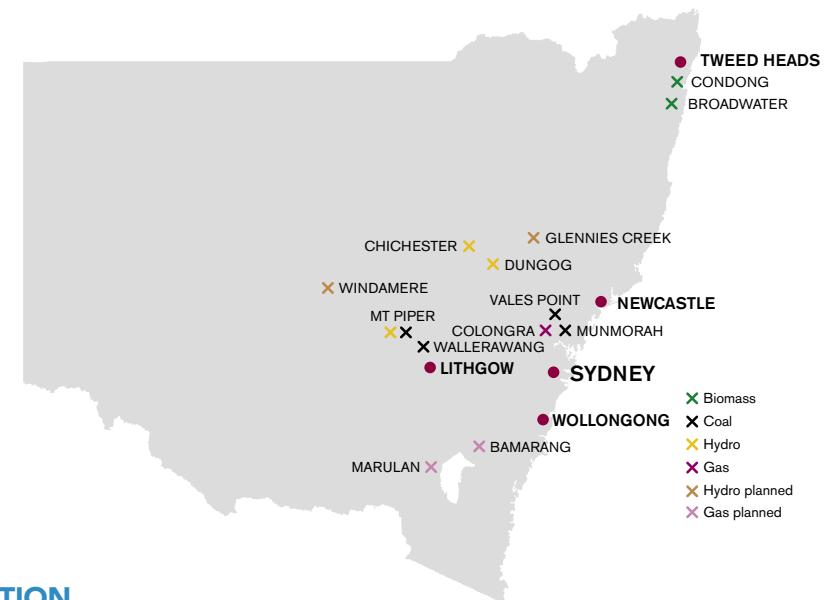 TWEED HEADS
CONDONG
BROADWATER
CHICHESTER
GLENNIES CREEK
DUNGOG
WINDAMERE
VALES POINT
NEWCASTLE
MT PIPER
COLONGRA
MUNMORAH
WALLERAWANG
LITHGOW
SYDNEY
Biomass
WOLLONGONG
Coal
Hydro
BAMARANG
MARULAN
Gas
Hydro planned
Gas planned
TION